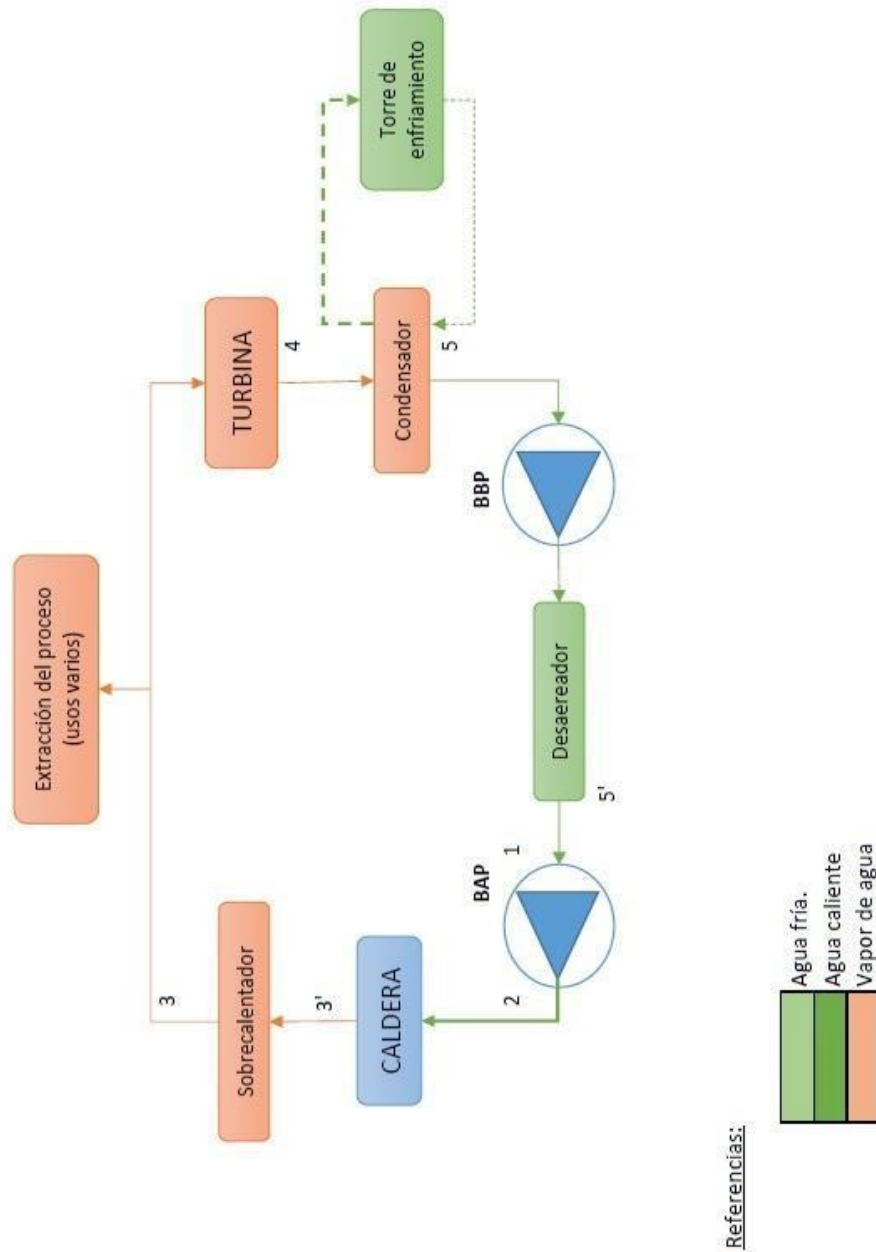 Extracción del proceso
(usos varios)
Sobrecalentador
3
3'
CALDERA
2
BAP
1
5'
Desaereador
BBP
TURBINA
4
Condensador
5
Torre de
enfriamiento
Referencias:
Agua fría.
Agua caliente
Vapor de agua